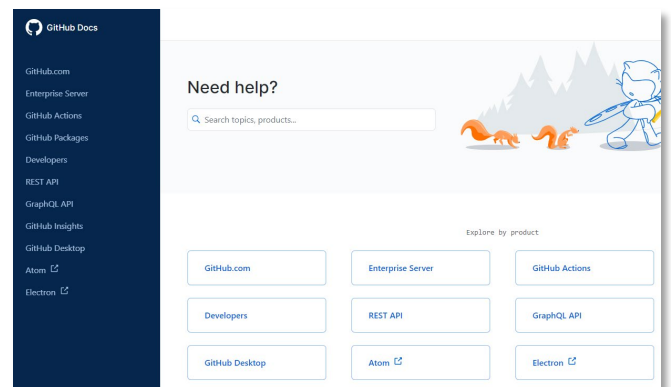 GitHub Docs
GitHub.com
Enterprise Server
GitHub Actions
GitHub Packages
Developers
REST API
GraphQL API
GitHub Insights
GitHub Desktop
Atom
Electron
Need help?
Search topics, products...
Explore by product
GitHub.com
Enterprise Server
GitHub Actions
Developers
REST API
GraphQL API
GitHub Desktop
Atom
Electron